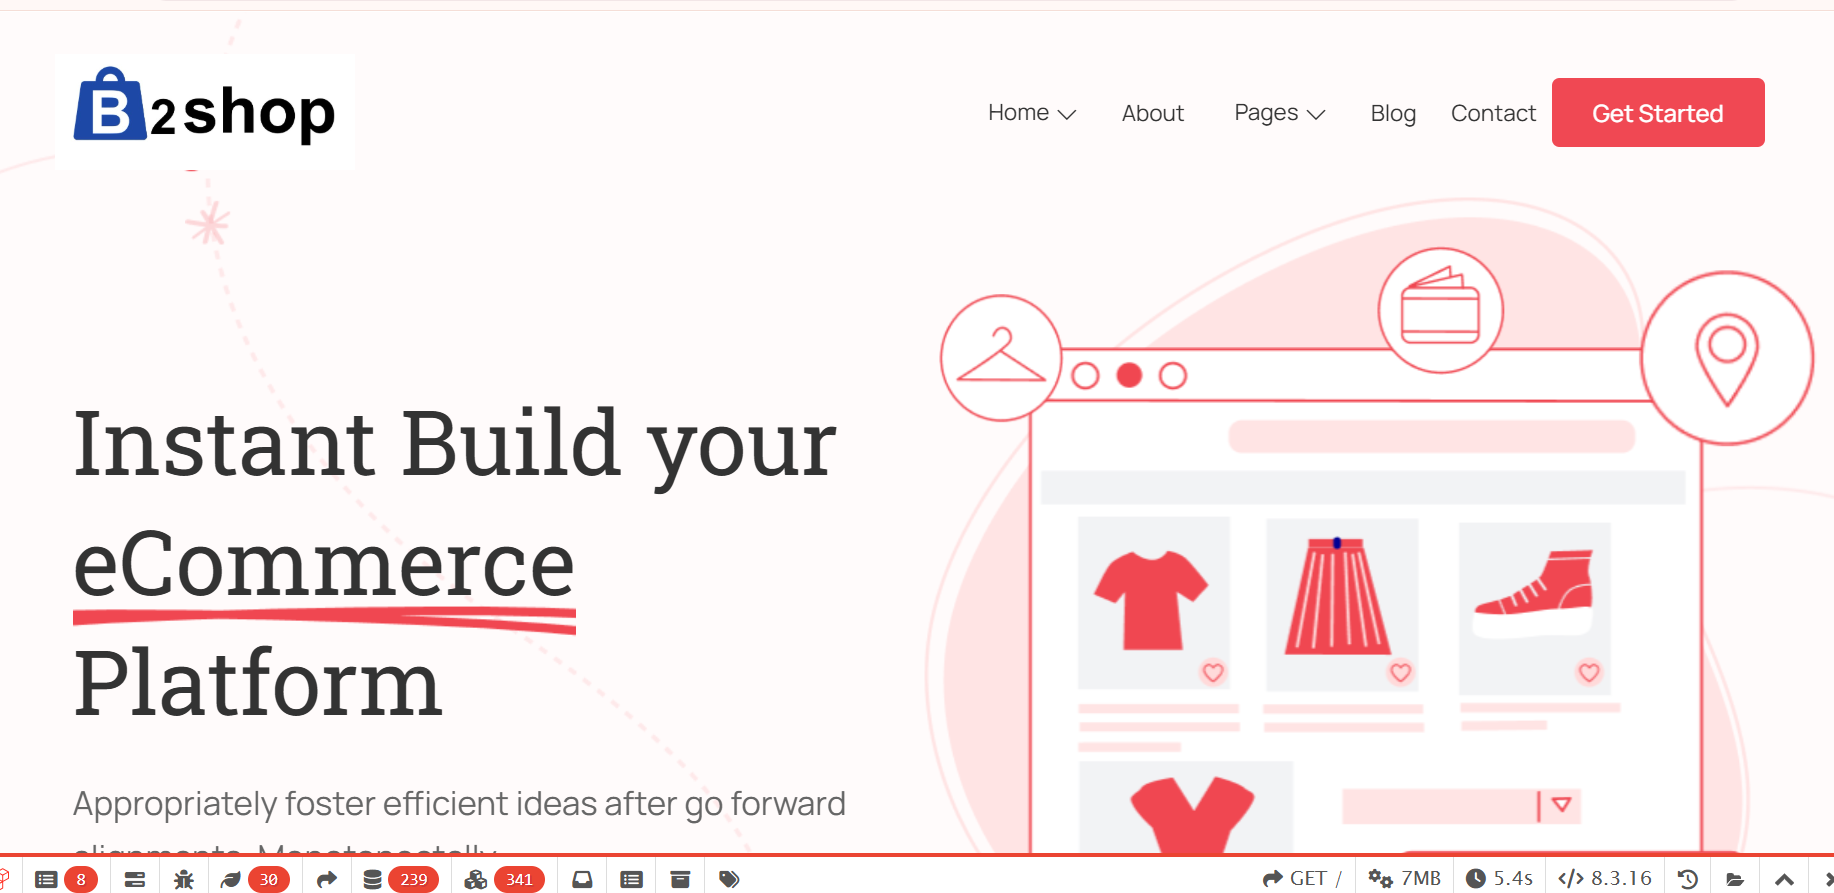 B2shop
Home
About
Pages
Blog
Contact
Get Started
Instant Build your
eCommerce
Platform
Appropriately foster efficient ideas after go forward
8
30
239
341
GET /
7MB
5.4s
8.3.16